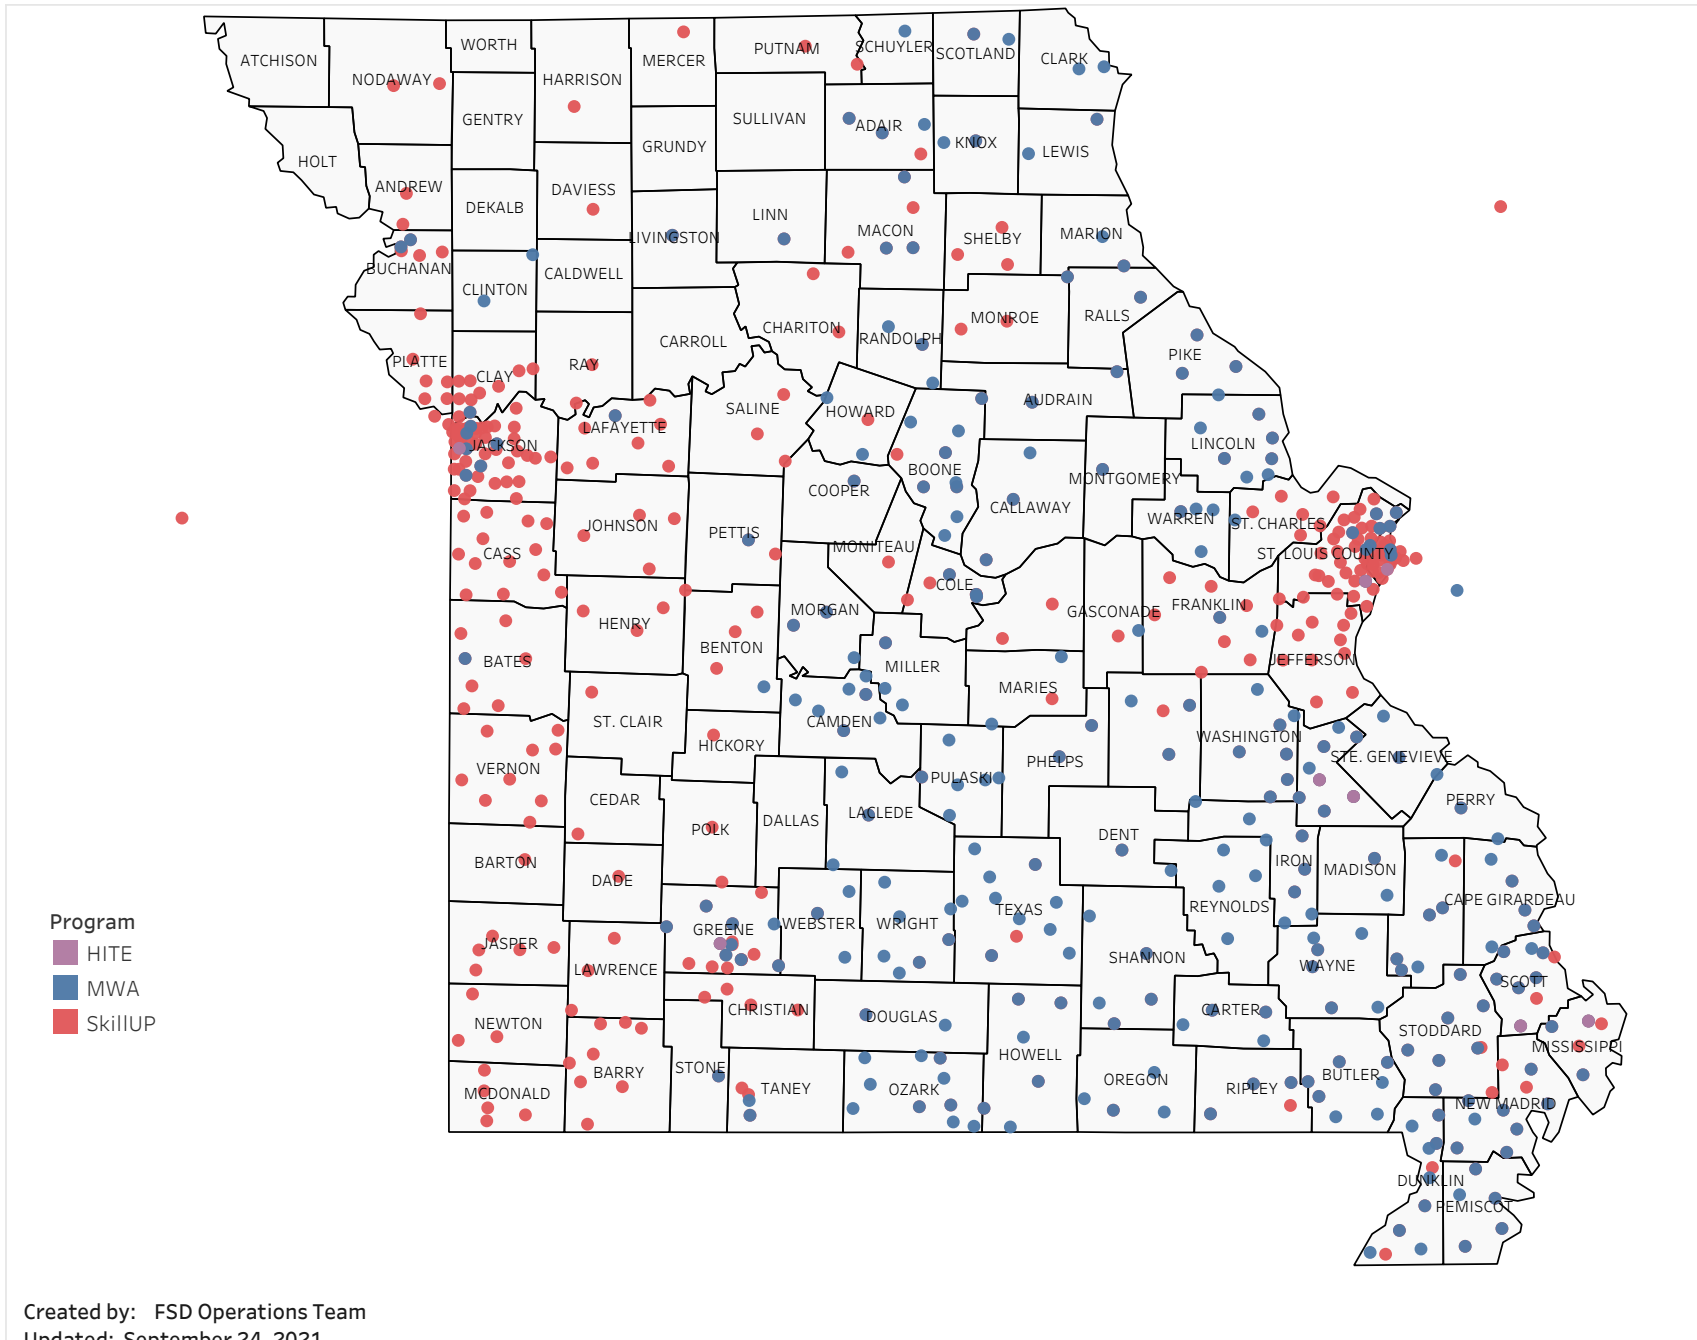 WORTH
ATCHISON
NODAWAY
HARRISON
MERCER
PUTNAM
SCHUYLER
SCOTLAND
CLARK
GENTRY
SULLIVAN
ADAIR
KNOX
LEWIS
HOLT
GRUNDY
ANDREW
DEKALB
DAVIESS
LINN
MACON
SHELBY
MARION
LIVINGSTON
BUCHANAN
CLINTON
CALDWELL
CHARITON
RANDOLPH
MONROE
RALLS
PLATTE
CLAY
RAY
CARROLL
PIKE
SALINE
HOWARD
AUDRAIN
LAFAYETTE
JACKSON
BOONE
LINCOLN
COOPER
CALLAWAY
MONTGOMERY
WARREN
ST. CHARLES
JOHNSON
PETTIS
MONITEAU
CASS
ST. LOUIS COUNTY
COLE
MORGAN
GASCONADE
FRANKLIN
HENRY
BENTON
BATES
MILLER
JEFFERSON
MARIES
ST. CLAIR
CAMDEN
HICKORY
WASHINGTON
STE. GENEVIEVE
VERNON
PULASKI
PHELPS
CEDAR
POLK
DALLAS
LACLEDE
PERRY
DENT
BARTON
DADE
IRON
MADISON
REYNOLDS
CAPE GIRARDEAU
Program
HITE
MWA
SkillUP
JASPER
GREENE
WEBSTER
WRIGHT
TEXAS
LAWRENCE
SHANNON
WAYNE
SCOTT
NEWTON
CHRISTIAN
DOUGLAS
CARTER
STODDARD
MISSISSIPPI
HOWELL
BARRY
STONE
TANEY
OZARK
OREGON
RIPLEY
BUTLER
MCDONALD
NEW MADRID
DUNKLIN
PEMISCOT
Created by: FSD Operations Team
Updated: September 24, 2021